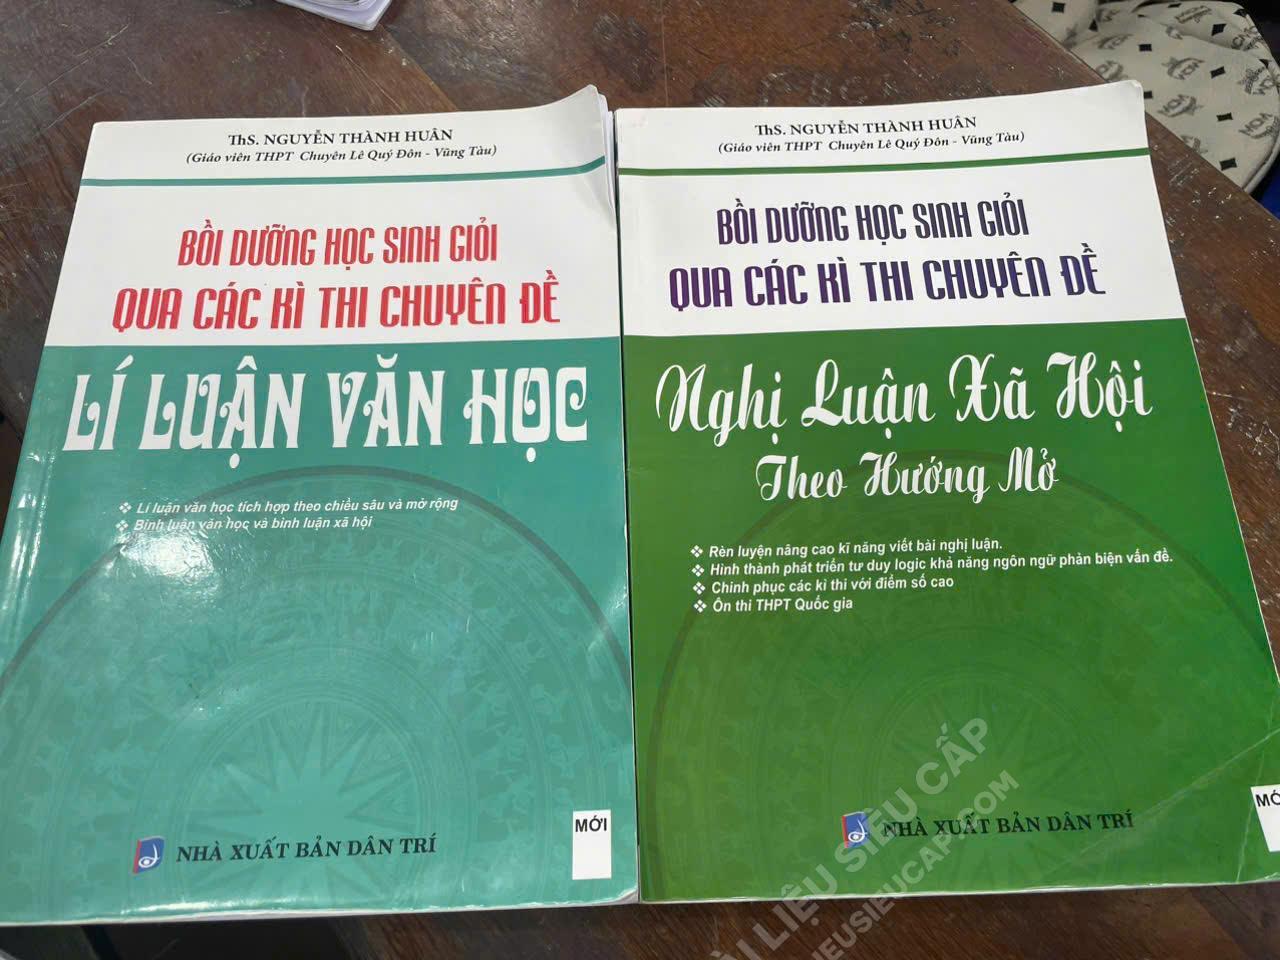 ThS. NGUYỄN THÀNH HUÂN
(Giáo viên THPT Chuyên Lê Quý Đôn - Vũng Tàu)
BỒI DƯỠNG HỌC SINH GIỎI
QUA CÁC KÌ THI CHUYÊN ĐỀ
LÍ LUẬN VĂN HỌC
Lí luận văn học tích hợp theo chiều sâu và mở rộng
Bình luận văn học và bình luận xã hội
MỚI
NHÀ XUẤT BẢN DÂN TRÍ
ThS. NGUYỄN THÀNH HUÂN
(Giáo viên THPT Chuyên Lê Quý Đôn - Vũng Tàu)
BỒI DƯỠNG HỌC SINH GIỎI
QUA CÁC KÌ THI CHUYÊN ĐỀ
Nghị Luận Xã Hội
Theo Hướng Mở
Rèn luyện nâng cao kĩ năng viết bài nghị luận.
Hình thành phát triển tư duy logic khả năng ngôn ngữ phản biện vấn đề.
Chinh phục các kì thi với điểm số cao
Ôn thi THPT Quốc gia
NHÀ XUẤT BẢN DÂN TRÍ
LIỆU SIÊU CẤP